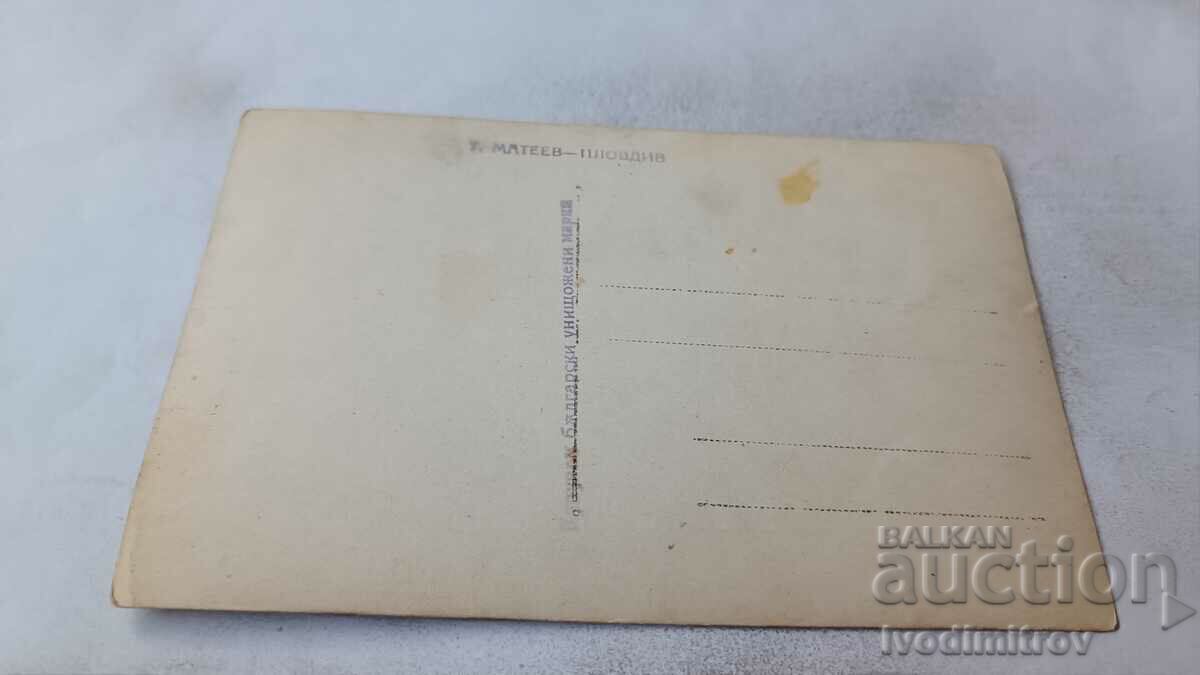 Т. МАТЕЕВ—ПЛОВДИВ
български унищожени марки
BALKAN
auction
ivodimitrov